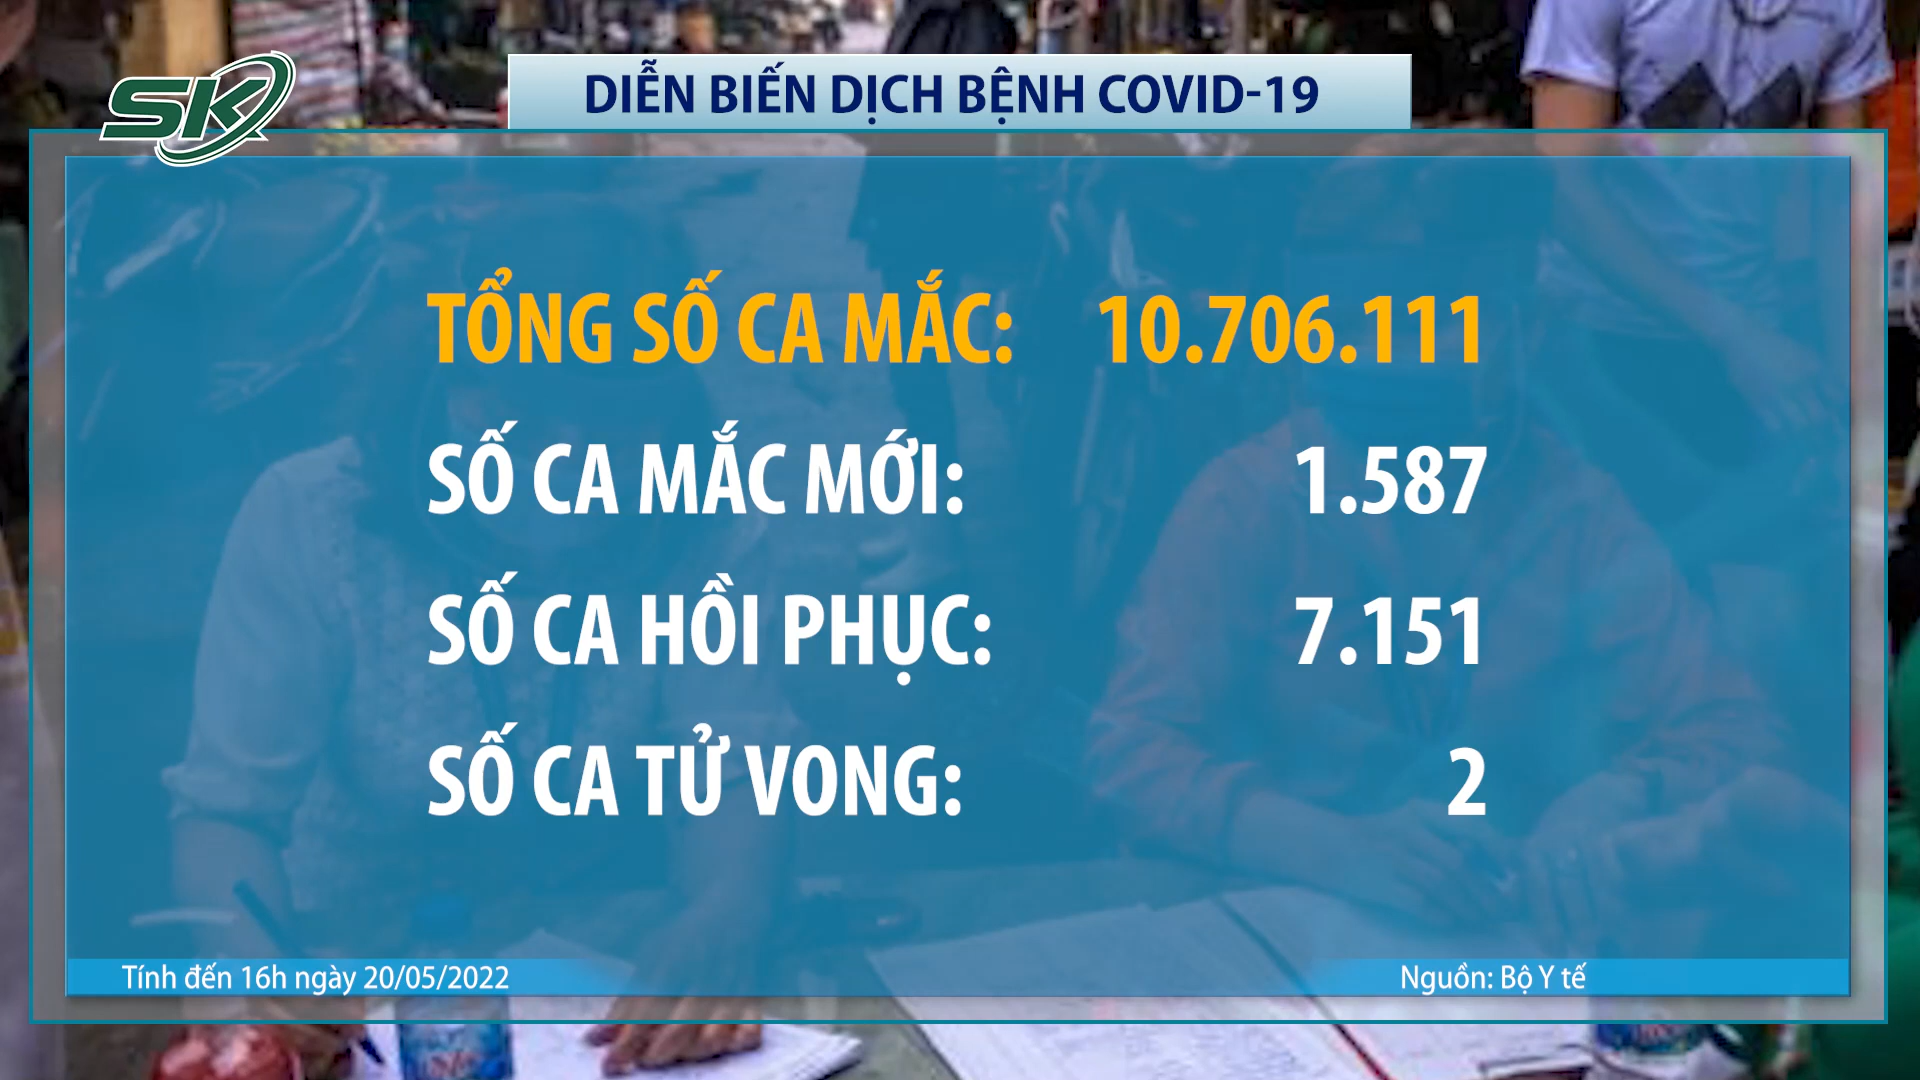 SK
DIỄN BIẾN DỊCH BỆNH COVID-19
TỔNG SỐ CA MẮC: 10.706.111
SỐ CA MẮC MỚI: 1.587
SỐ CA HỒI PHỤC: 7.151
SỐ CA TỬ VONG: 2
Tính đến 16h ngày 20/05/2022
Nguồn: Bộ Y tế